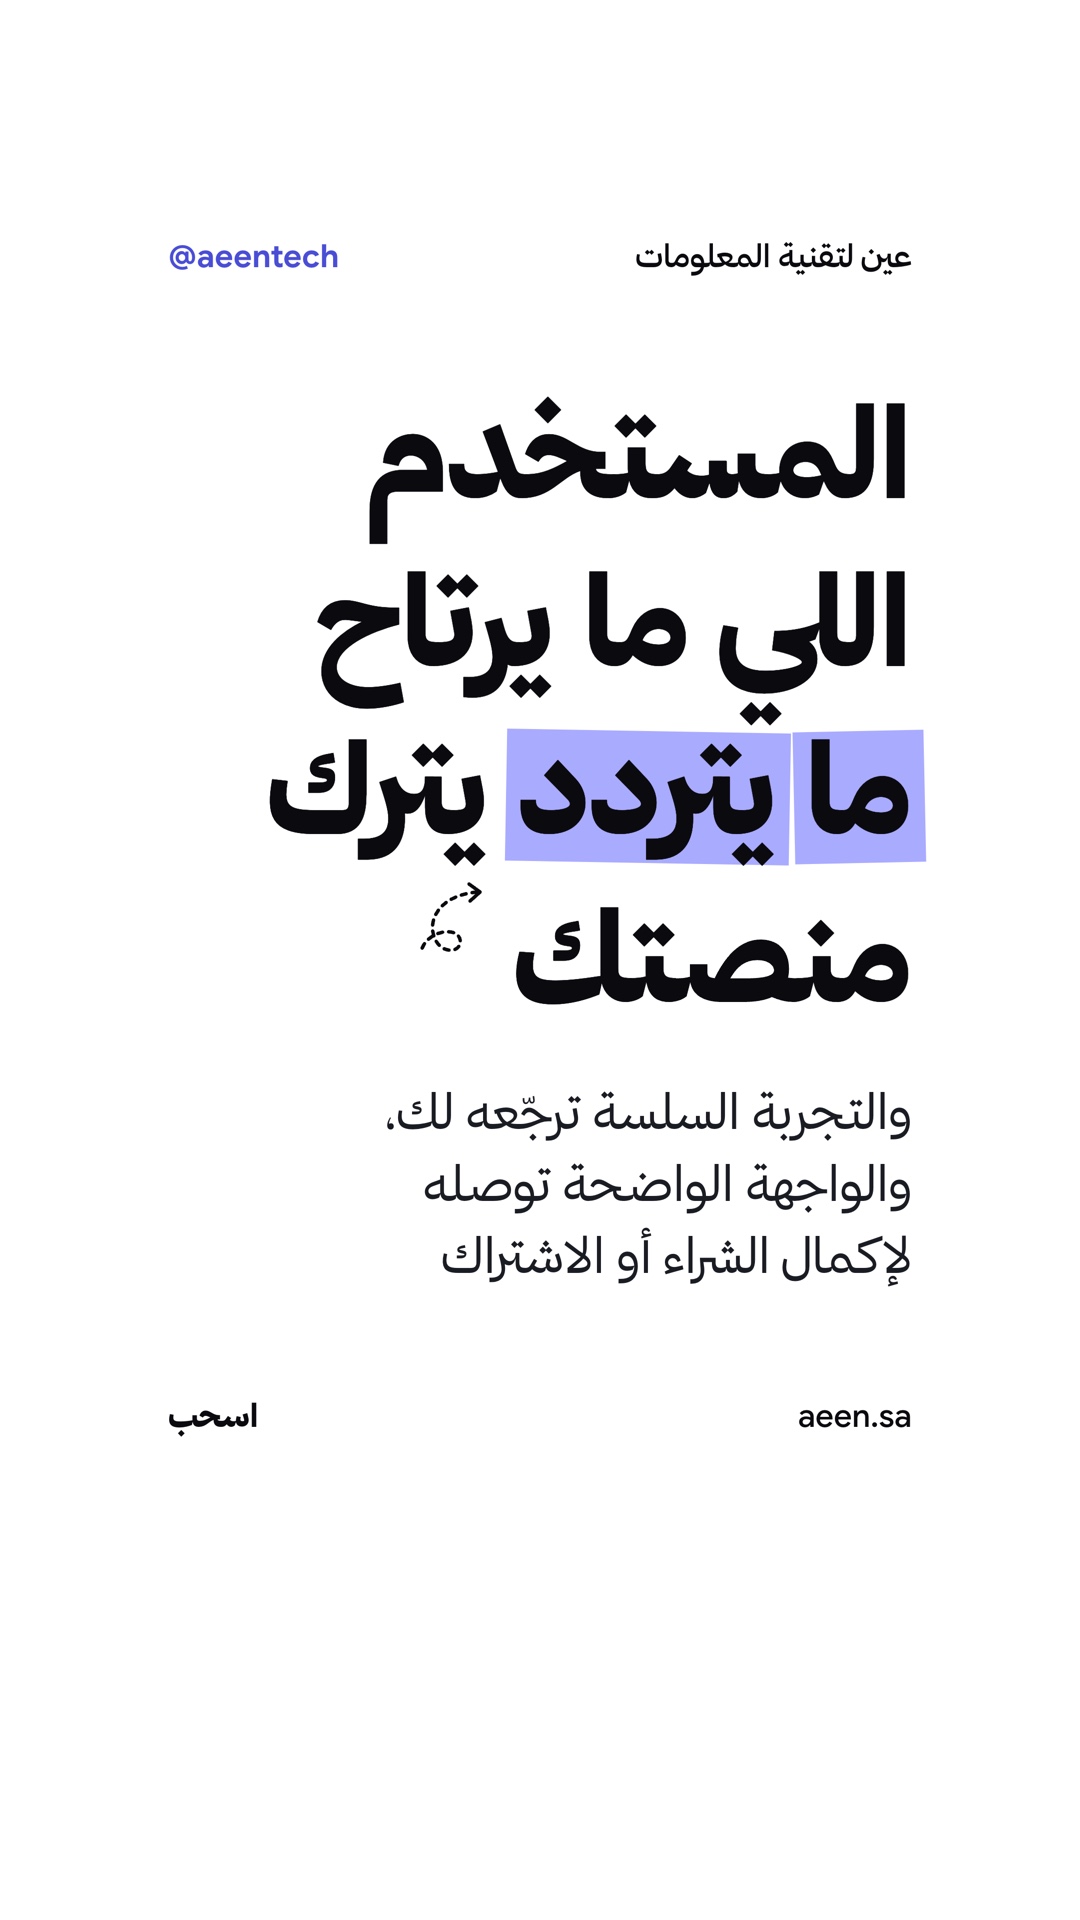 عين لتقنية المعلومات
@aeentech
المستخدم
اللي ما يرتاح
ما يتردد يترك
منصتك
والتجربة السلسة ترجّعه لك،
والواجهة الواضحة توصله
لإكمال الشراء أو الاشتراك
aeen.sa
اسحب